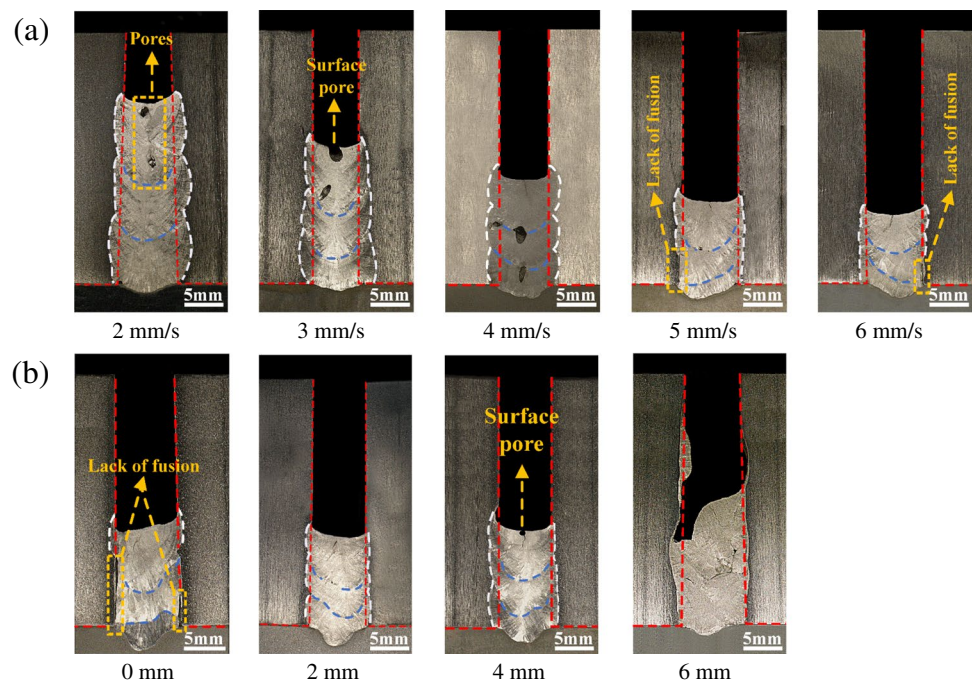 (a)
Pores
5mm
2 mm/s
Surface
pore
5mm
3 mm/s
5mm
4 mm/s
Lack of fusion
5mm
5 mm/s
Lack of fusion
5mm
6 mm/s
(b)
Lack of fusion
5mm
0 mm
5mm
2 mm
Surface
pore
5mm
4 mm
5mm
6 mm